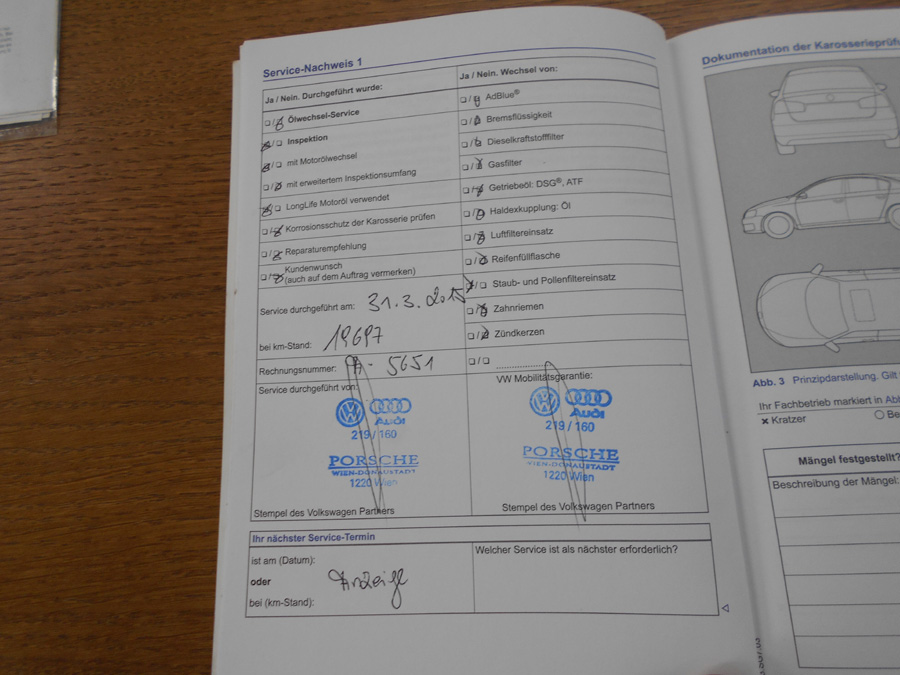 Service-Nachweis 1
Ja / Nein. Durchgeführt wurde:
❏/❏ Ölwechsel-Service
❏/❏ Inspektion
❏/❏ mit Motorölwechsel
❏/❏ mit erweitertem Inspektionsumfang
❏/❏ LongLife Motoröl verwendet
❏/❏ Korrosionsschutz der Karosserie prüfen
❏/❏ Reparaturempfehlung
❏/❏ Kundenwunsch
(auch auf dem Auftrag vermerken)
Ja / Nein. Wechsel von:
❏/❏ AdBlue®
❏/❏ Bremsflüssigkeit
❏/❏ Dieselkraftstofffilter
❏/❏ Gasfilter
❏/❏ Getriebeöl: DSG®, ATF
❏/❏ Haldexkupplung: Öl
❏/❏ Luftfiltereinsatz
❏/❏ Reifenfüllflasche
❏/❏ Staub- und Pollenfiltereinsatz
❏/❏ Zahnriemen
❏/❏ Zündkerzen
❏/❏
Service durchgeführt am: 31.3.2015
bei km-Stand: 19697
Rechnungsnummer: A- 5651
Service durchgeführt von:
Audi
219 / 160
PORSCHE
WIEN-DONAUSTADT
1220 Wien
Stempel des Volkswagen Partners
VW Mobilitätsgarantie:
Audi
219 / 160
PORSCHE
WIEN-DONAUSTADT
1220 Wien
Stempel des Volkswagen Partners
Ihr nächster Service-Termin
ist am (Datum):
oder Anzeige
bei (km-Stand):
Welcher Service ist als nächster erforderlich?
Dokumentation der Karosserieprüf
Abb. 3 Prinzipdarstellung. Gilt
Ihr Fachbetrieb markiert in Ab
× Kratzer
○ Be
Mängel festgestellt?
Beschreibung der Mängel: